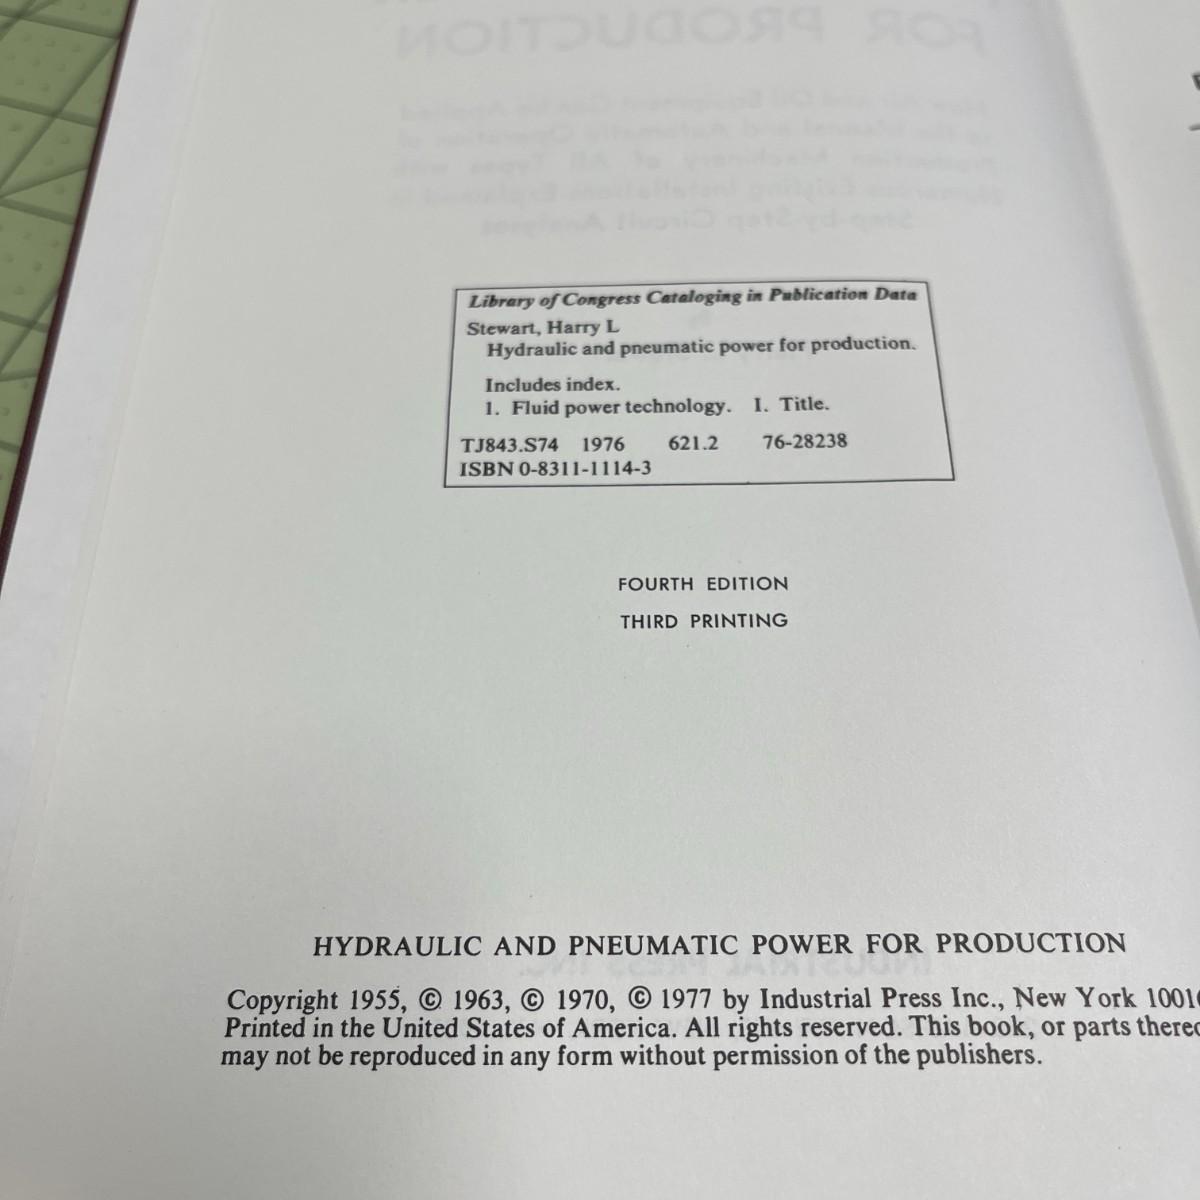 Library of Congress Cataloging in Publication Data
Stewart, Harry L
Hydraulic and pneumatic power for production.
Includes index.
1. Fluid power technology. I. Title.
TJ843.S74 1976 621.2 76-28238
ISBN 0-8311-1114-3
FOURTH EDITION
THIRD PRINTING
HYDRAULIC AND PNEUMATIC POWER FOR PRODUCTION
Copyright 1955, © 1963, © 1970, © 1977 by Industrial Press Inc., New York 1001
Printed in the United States of America. All rights reserved. This book, or parts
may not be reproduced in any form without permission of the publishers.